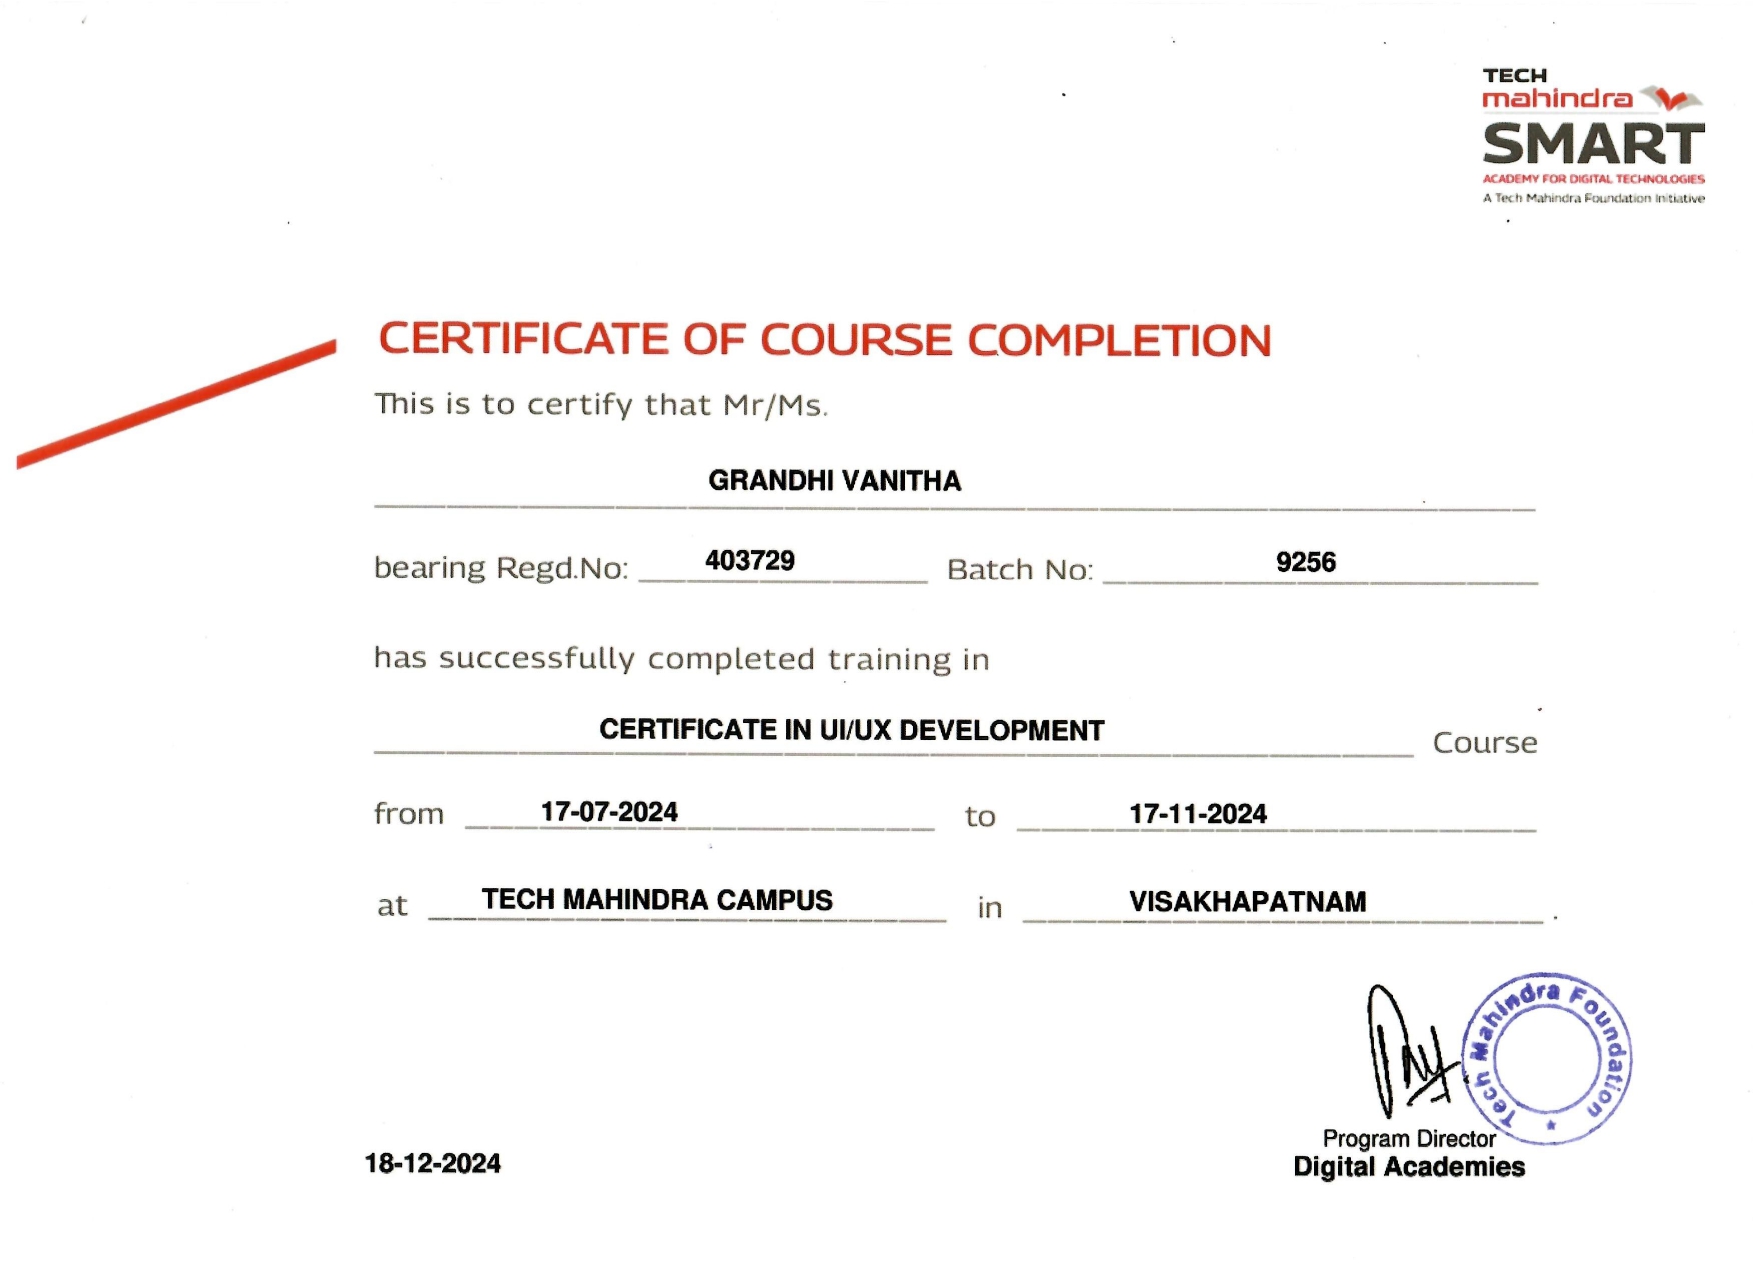 TECH
mahindra
SMART
ACADEMY FOR DIGITAL TECHNOLOGIES
A Tech Mahindra Foundation Initiative
CERTIFICATE OF COURSE COMPLETION
This is to certify that Mr/Ms.
GRANDHI VANITHA
bearing Regd.No: 403729 Batch No: 9256
has successfully completed training in
CERTIFICATE IN UI/UX DEVELOPMENT Course
from 17-07-2024 to 17-11-2024
at TECH MAHINDRA CAMPUS in VISAKHAPATNAM .
Tech Mahindra Foundation
Program Director
Digital Academies
18-12-2024